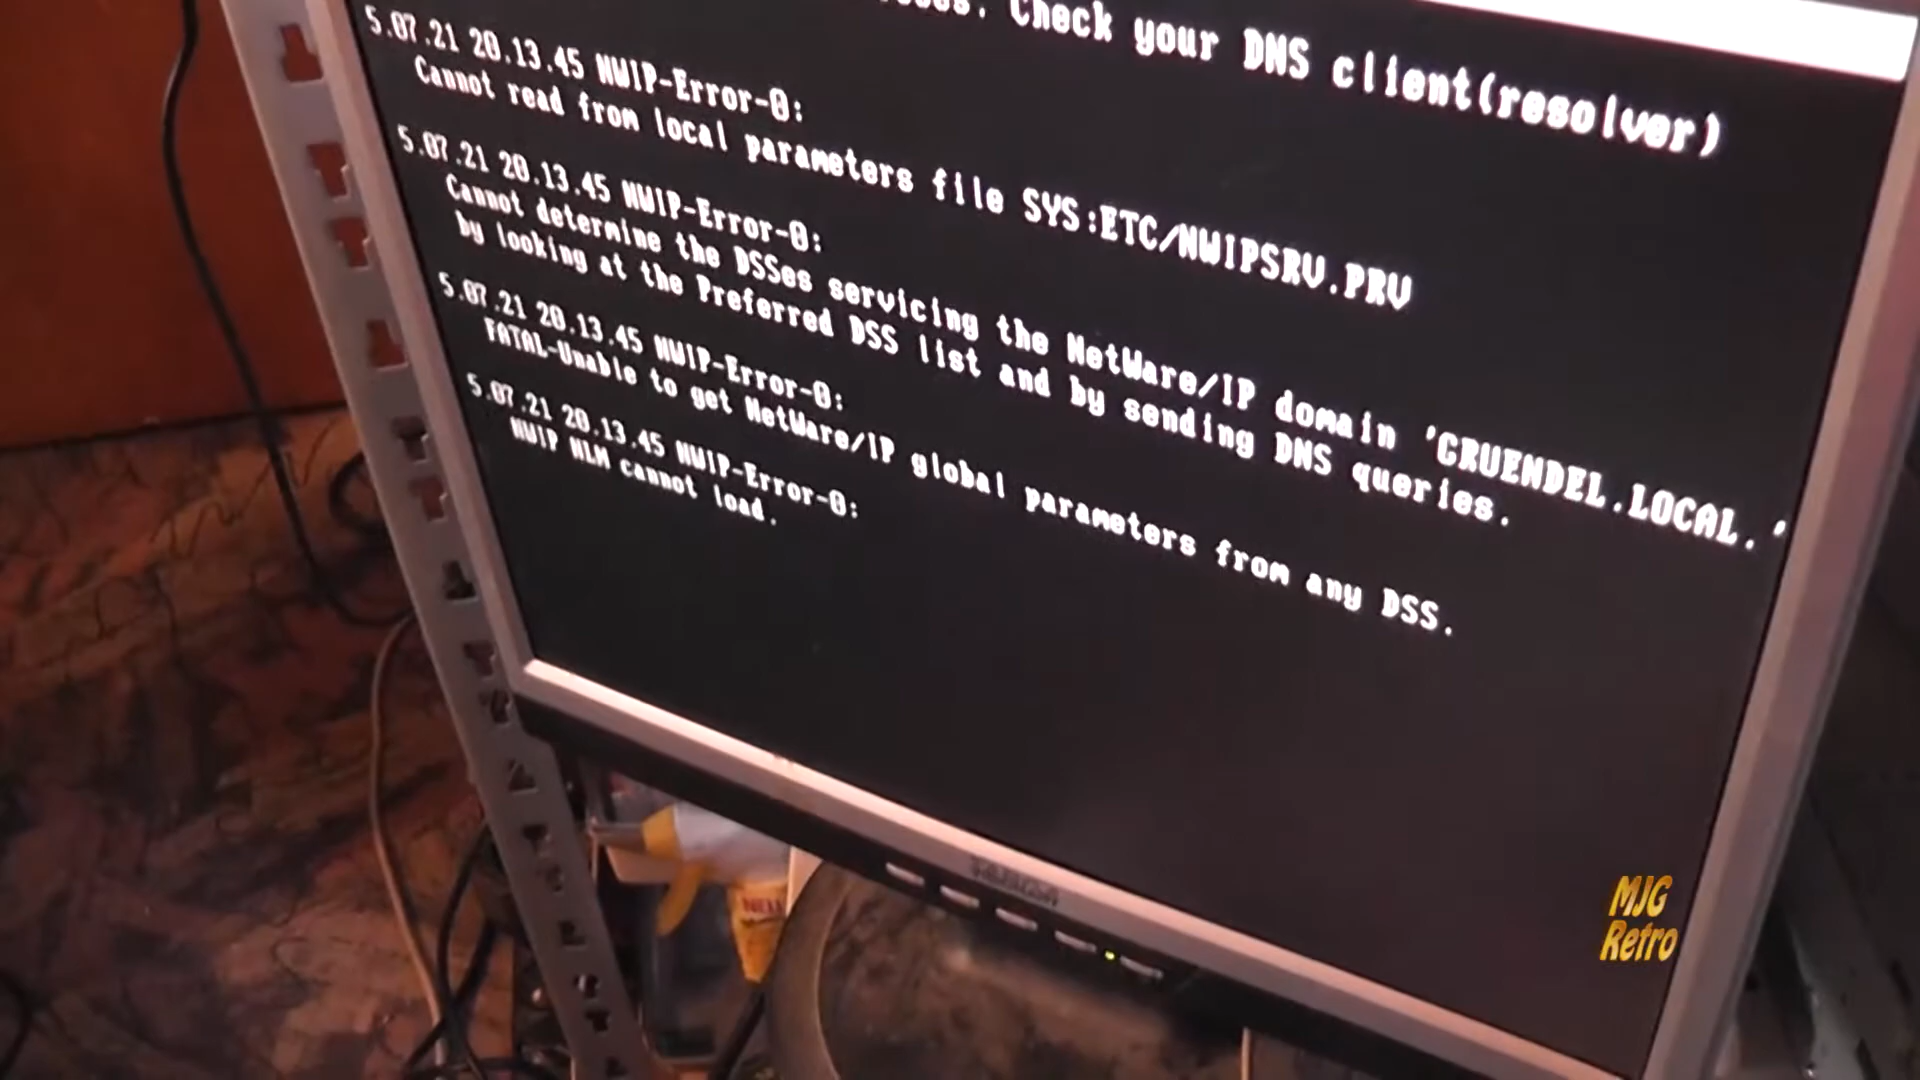 Check your DNS client(resolver)
5.07.21 20.13.45 NWIP-Error-0:
Cannot read from local parameters file SYS:ETC/NWIPSRV.PRV
5.07.21 20.13.45 NWIP-Error-0:
Cannot determine the DSSes servicing the NetWare/IP domain 'GRUENDEL.LOCAL.'
by looking at the Preferred DSS list and by sending DNS queries.
5.07.21 20.13.45 NWIP-Error-0:
FATAL-Unable to get NetWare/IP global parameters from any DSS.
5.07.21 20.13.45 NWIP-Error-0:
NWIP NLM cannot load.
MJG
Retro